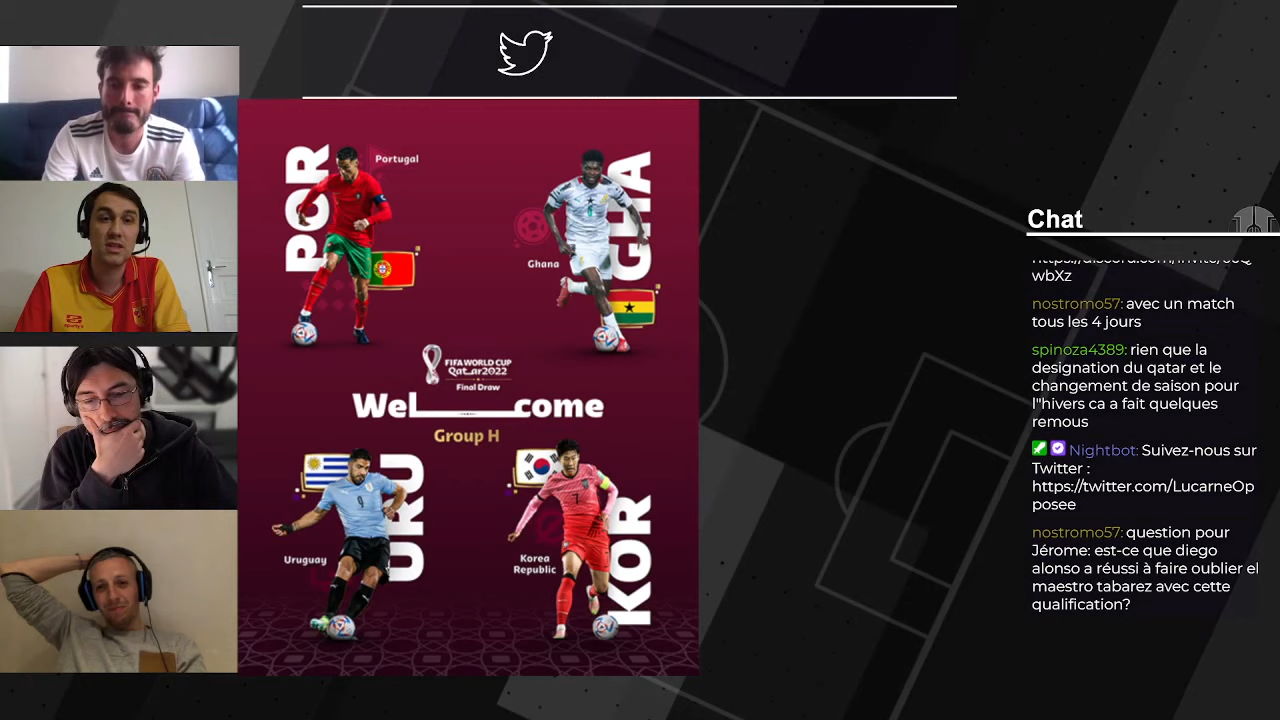 POR
Portugal
GHA
Ghana
FIFA WORLD CUP
Qatar2022
Final Draw
Wel come
Group H
URU
9
Uruguay
KOR
7
Korea
Republic
Chat
wbXz
nostromo57: avec un match
tous les 4 jours
spinoza4389: rien que la
designation du qatar et le
changement de saison pour
l"hivers ca a fait quelques
remous
Nightbot: Suivez-nous sur
Twitter :
https://twitter.com/LucarneOp
posee
nostromo57: question pour
Jérome: est-ce que diego
alonso a réussi à faire oublier el
maestro tabarez avec cette
qualification?